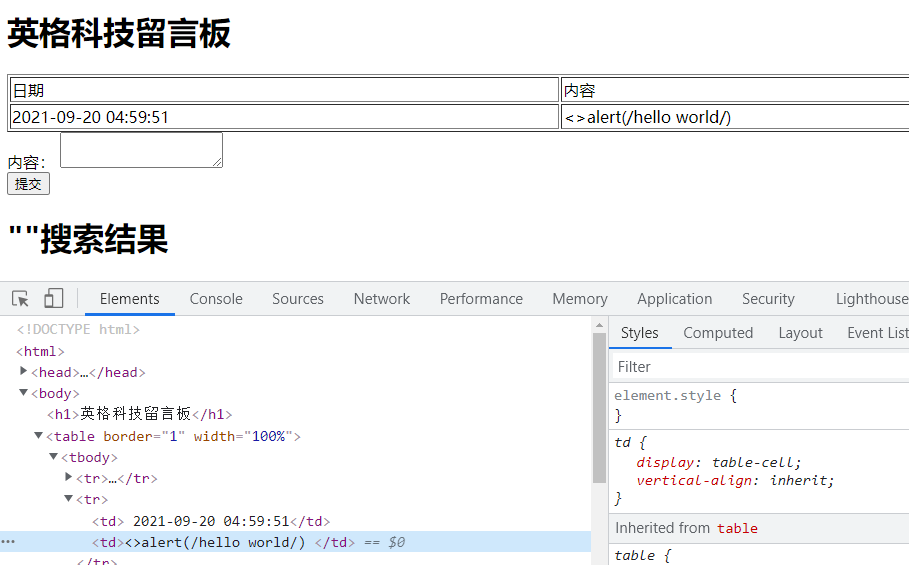 英格科技留言板
日期 内容
2021-09-20 04:59:51 <>alert(/hello world/)
内容：
提交
""搜索结果
Elements Console Sources Network Performance Memory Application Security Lighthouse
<!DOCTYPE html>
<html>
<head>…</head>
<body>
<h1>英格科技留言板</h1>
<table border="1" width="100%">
<tbody>
<tr>…</tr>
<tr>
<td> 2021-09-20 04:59:51</td>
<td><>alert(/hello world/) </td> == $0
</tr>
Styles Computed Layout Event List
Filter
element.style {
}
td {
display: table-cell;
vertical-align: inherit;
}
Inherited from table
table {